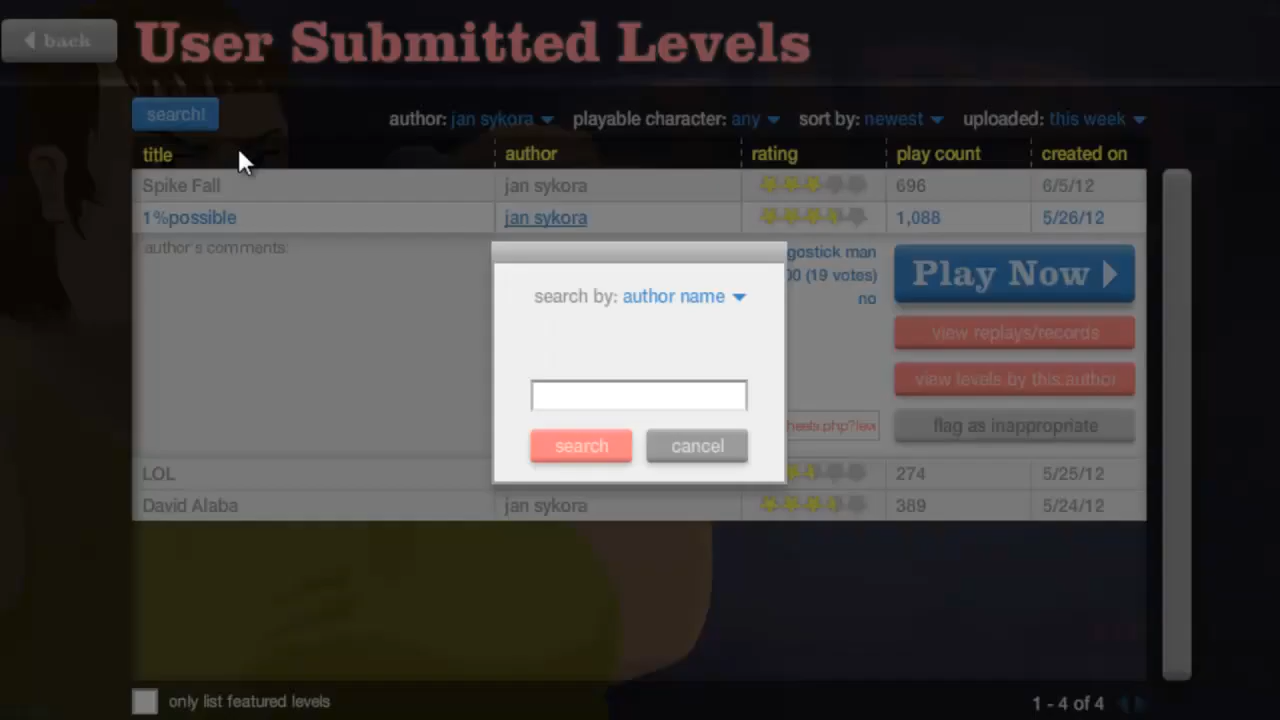 back
User Submitted Levels
search!
author: jan sykora playable character: any sort by: newest uploaded: this week
title author rating play count created on
Spike Fall jan sykora 696 6/5/12
1%possible jan sykora 1,088 5/26/12
author's comments:
gostick man
00 (19 votes)
no
Play Now
view replays/records
view levels by this author
flag as inappropriate
search by: author name
search cancel
LOL 274 5/25/12
David Alaba jan sykora 389 5/24/12
only list featured levels
1 - 4 of 4